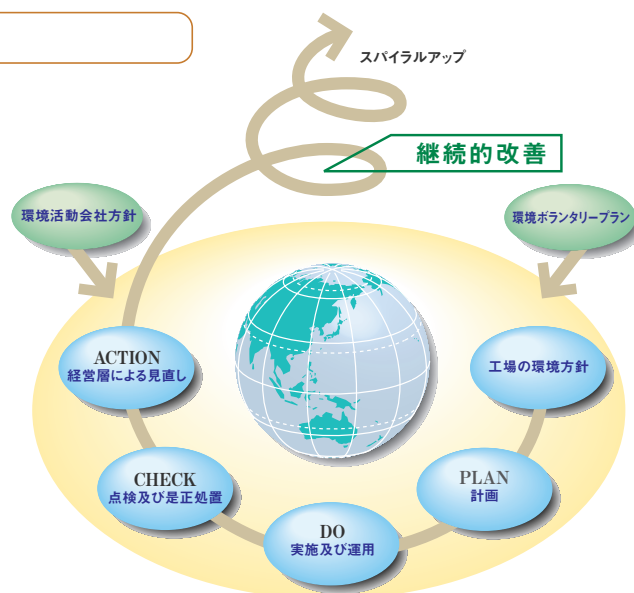 スパイラルアップ
継続的改善
環境活動会社方針
環境ボランタリープラン
ACTION
経営層による見直し
工場の環境方針
CHECK
点検及び是正処置
PLAN
計画
DO
実施及び運用